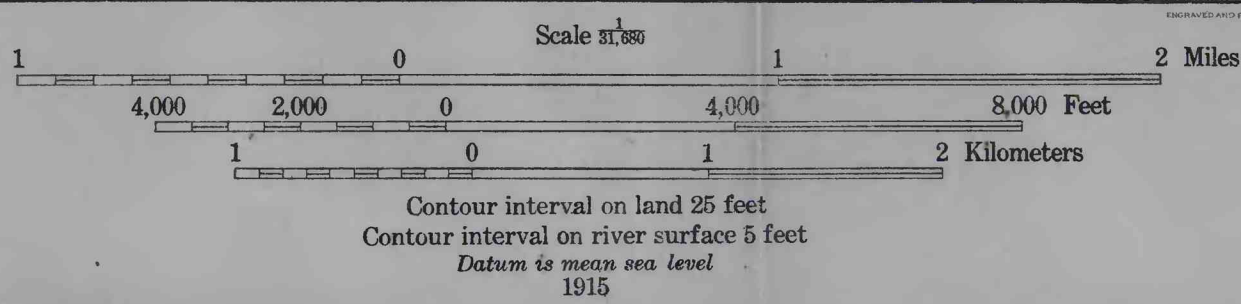 ENGRAVED AND
Scale 1/31,680
1 0 1 2 Miles
4,000 2,000 0 4,000 8,000 Feet
1 0 1 2 Kilometers
Contour interval on land 25 feet
Contour interval on river surface 5 feet
Datum is mean sea level
1915